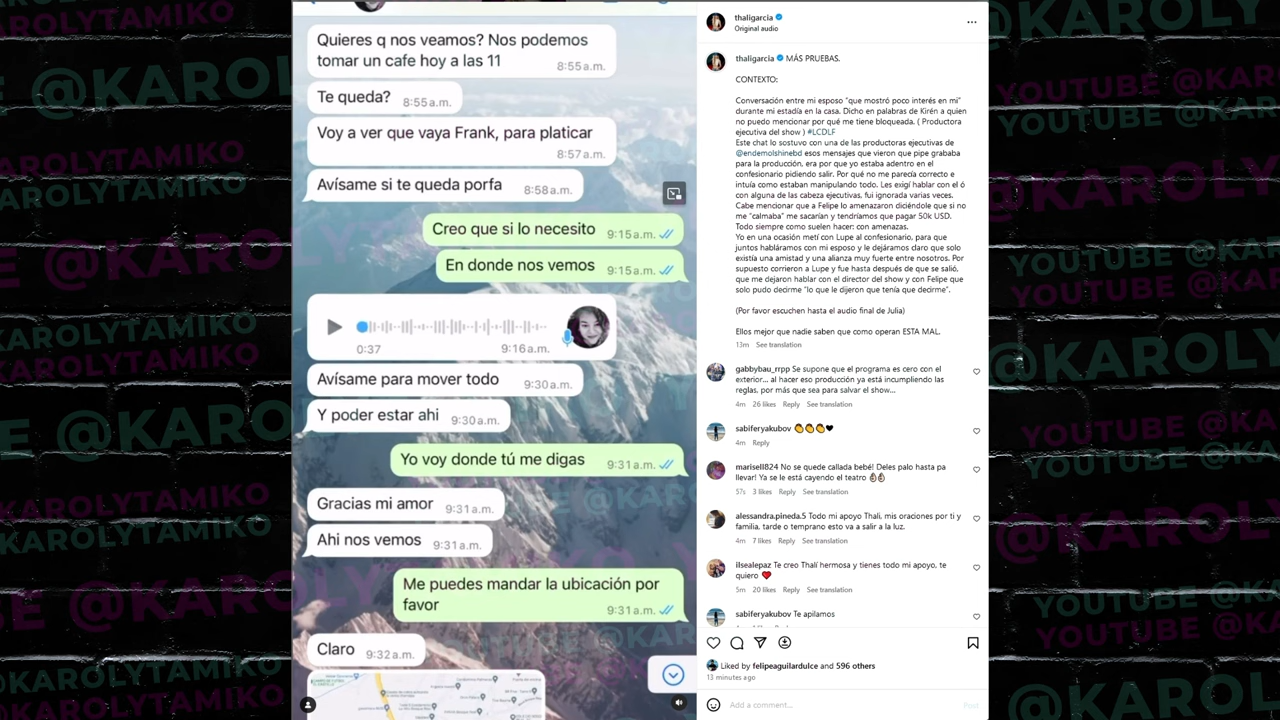 Quieres q nos veamos? Nos podemos
tomar un cafe hoy a las 11
8:55 a.m.
Te queda?
8:55 a.m.
Voy a ver que vaya Frank, para platicar
8:57 a.m.
Avísame si te queda porfa
8:58 a.m.
Creo que si lo necesito
9:15 a.m.
En donde nos vemos
9:15 a.m.
0:37
9:16 a.m.
Avísame para mover todo
9:30 a.m.
Y poder estar ahi
9:30 a.m.
Yo voy donde tú me digas
9:31 a.m.
Gracias mi amor
9:31 a.m.
Ahi nos vemos
9:31 a.m.
Me puedes mandar la ubicación por
favor
9:31 a.m.
Claro
9:32 a.m.
thaligarcia
Original audio
thaligarcia MÁS PRUEBAS.
CONTEXTO:
Conversación entre mi esposo "que mostró poco interés en mi"
durante mi estadía en la casa. Dicho en palabras de Kirén a quien
no puedo mencionar por qué me tiene bloqueada. ( Productora
ejecutiva del show ) #LCDLF
Este chat lo sostuvo con una de las productoras ejecutivas de
@endemolshinebd esos mensajes que vieron que pipe grababa
para la producción, era por que yo estaba adentro en el
confesionario pidiendo salir. Por qué no me parecía correcto e
intuía como estaban manipulando todo. Les exigí hablar con el ó
con alguna de las cabeza ejecutivas, fui ignorada varias veces.
Cabe mencionar que a Felipe lo amenazaron diciéndole que si no
me "calmaba" me sacarían y tendríamos que pagar 50k USD.
Todo siempre como suelen hacer: con amenazas.
Yo en una ocasión metí con Lupe al confesionario, para que
juntos habláramos con mi esposo y le dejáramos claro que solo
existía una amistad y una alianza muy fuerte entre nosotros. Por
supuesto corrieron a Lupe y fue hasta después de que se salió,
que me dejaron hablar con el director del show y con Felipe que
solo pudo decirme "lo que le dijeron que tenía que decirme".
(Por favor escuchen hasta el audio final de Julia)
Ellos mejor que nadie saben que como operan ESTA MAL.
13m See translation
gabbybau_rrpp Se supone que el programa es cero con el
exterior... al hacer eso producción ya está incumpliendo las
reglas, por más que sea para salvar el show...
4m 26 likes Reply See translation
sabiferyakubov 👏👏👏🖤
4m Reply
marisell824 No se quede callada bebé! Deles palo hasta pa
llevar! Ya se le está cayendo el teatro
57s 3 likes Reply See translation
alessandra.pineda.5 Todo mi apoyo Thali, mis oraciones por ti y
familia, tarde o temprano esto va a salir a la luz.
4m 7 likes Reply See translation
ilsealepaz Te creo Thalí hermosa y tienes todo mi apoyo, te
quiero ❤️
5m 20 likes Reply See translation
sabiferyakubov Te apilamos
Liked by felipeaguilardulce and 596 others
13 minutes ago
Add a comment...
Post
@KAROLYTAMIKO
YOUTUBE @KAROLYTAMIKO